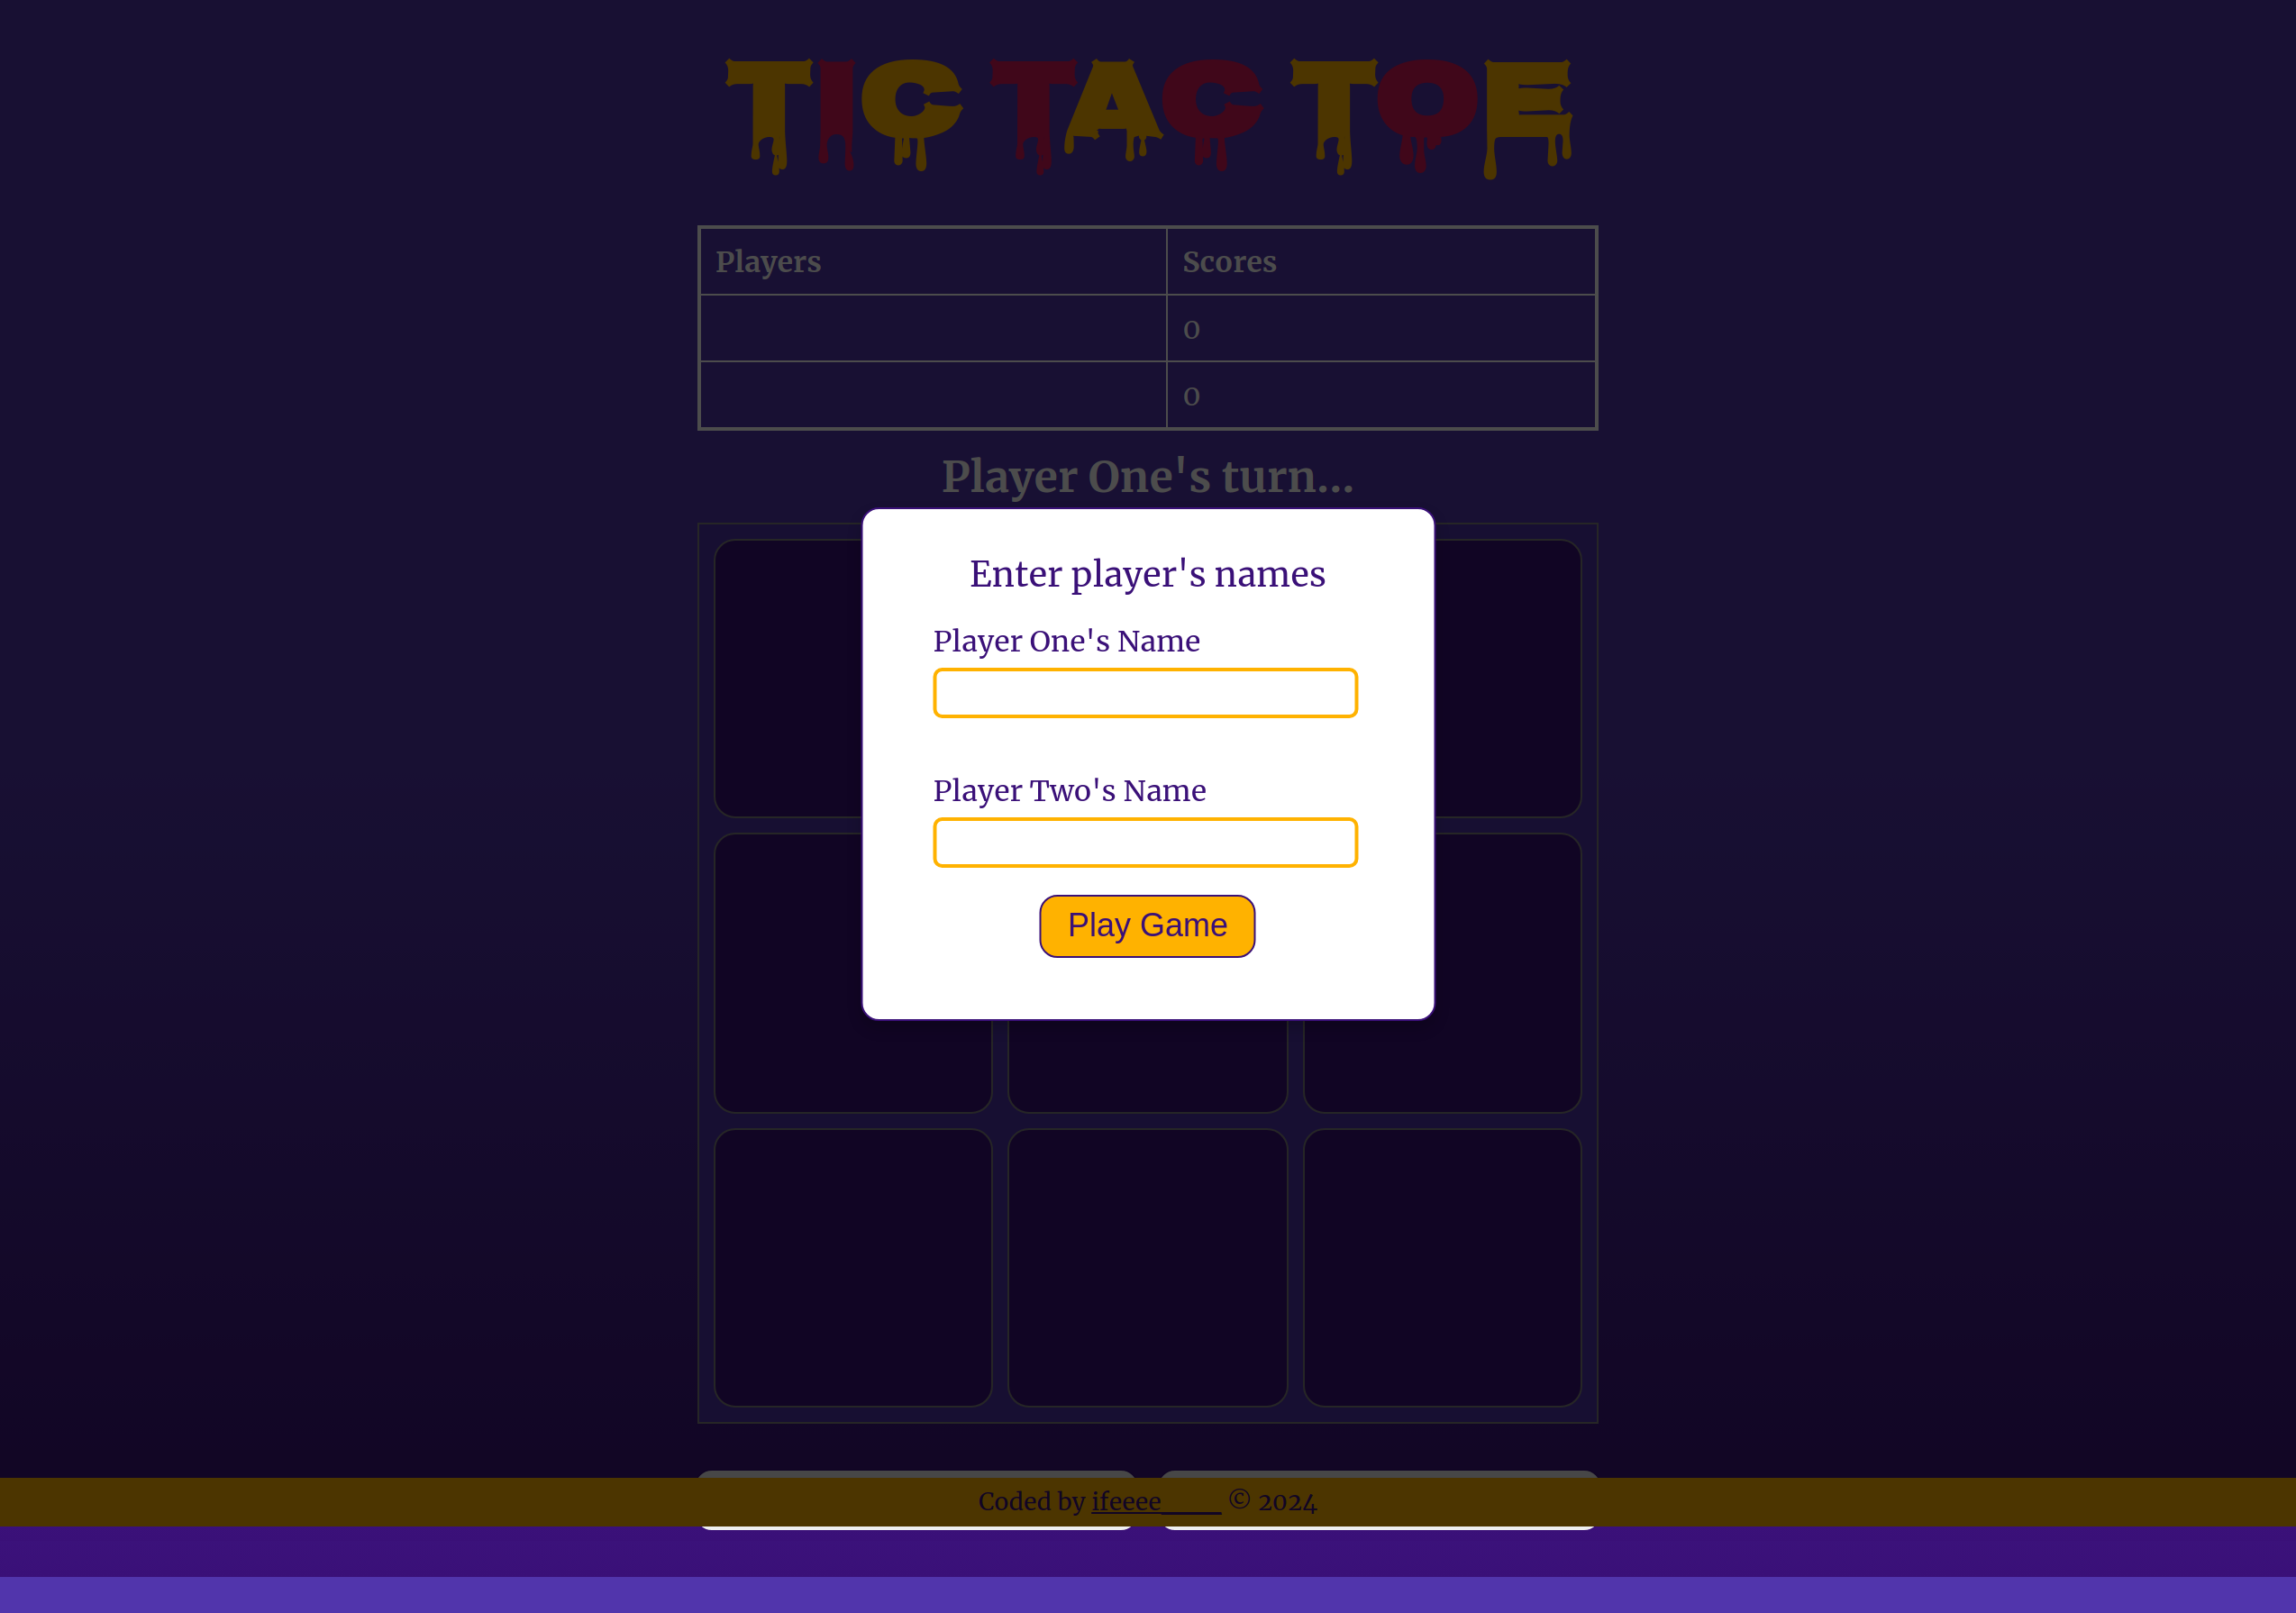 TIC TAC TOE
Players Scores
0
0
Player One's turn...
Enter player's names
Player One's Name
Player Two's Name
Play Game
Coded by ifeeee_____ © 2024